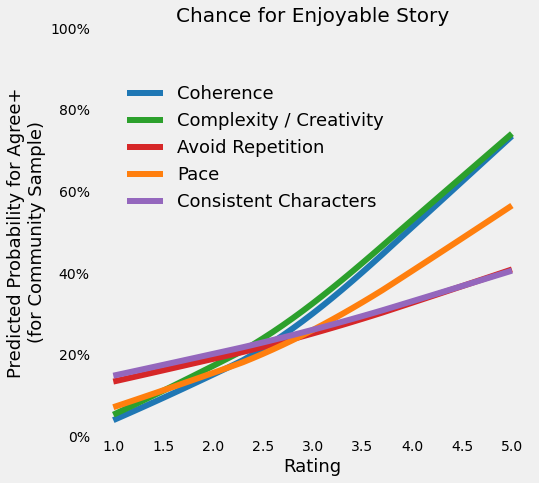 Chance for Enjoyable Story
100%
80%
60%
40%
20%
0%
Predicted Probability for Agree+
(for Community Sample)
Coherence
Complexity / Creativity
Avoid Repetition
Pace
Consistent Characters
1.0 1.5 2.0 2.5 3.0 3.5 4.0 4.5 5.0
Rating